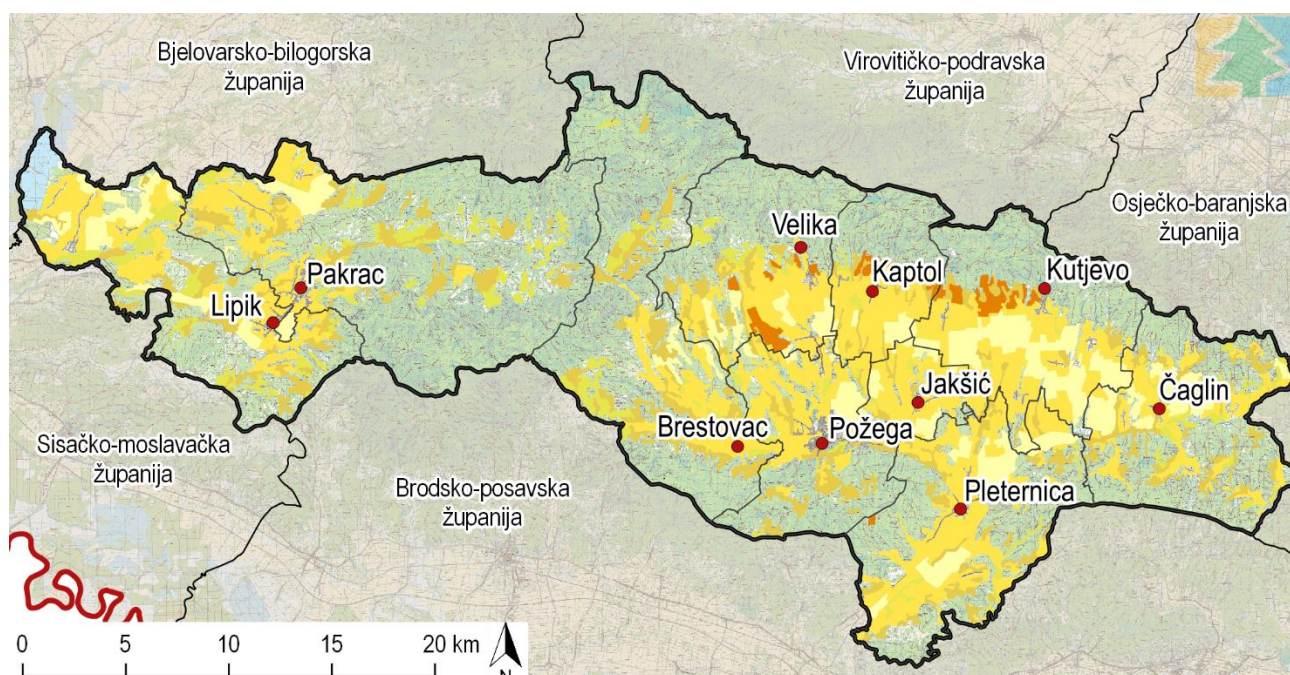 Bjelovarsko-bilogorska
županija
Virovitičko-podravska
županija
Osječko-baranjska
županija
Velika
Kaptol
Kutjevo
Pakrac
Lipik
Jakšić
Čaglin
Brestovac
Požega
Sisačko-moslavačka
županija
Brodsko-posavska
županija
Pleternica
0 5 10 15 20 km
N